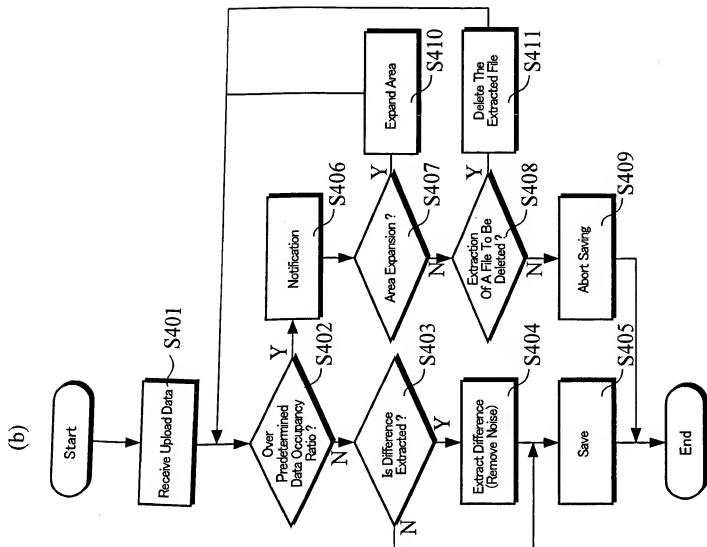 (b)
Start
Receive Upload Data
S401
Over
Predetermined
Data Occupancy
Ratio ?
S402
Y
N
Is Difference
Extracted ?
S403
Y
N
Extract Difference
(Remove Noise)
S404
Save
S405
End
Notification
S406
Area Expansion ?
S407
Y
N
Extraction
Of A File To Be
Deleted ?
S408
Y
N
Abort Saving
S409
Expand Area
S410
Delete The
Extracted File
S411